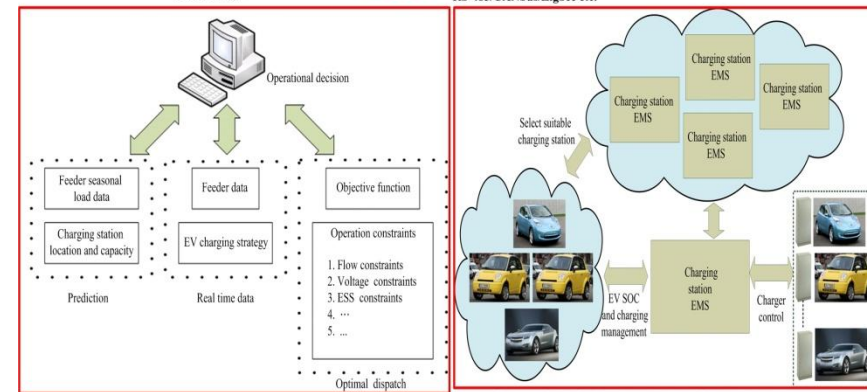 Operational decision
Feeder seasonal
load data
Charging station
location and capacity
Prediction
Feeder data
EV charging strategy
Real time data
Objective function
Operation constraints
1. Flow constraints
2. Voltage constraints
3. ESS constraints
4. ...
5. ...
Optimal dispatch
Charging station
EMS
Charging station
EMS
Charging station
EMS
Charging station
EMS
Select suitable
charging station
EV SOC
and charging
management
Charging
station
EMS
Charger
control